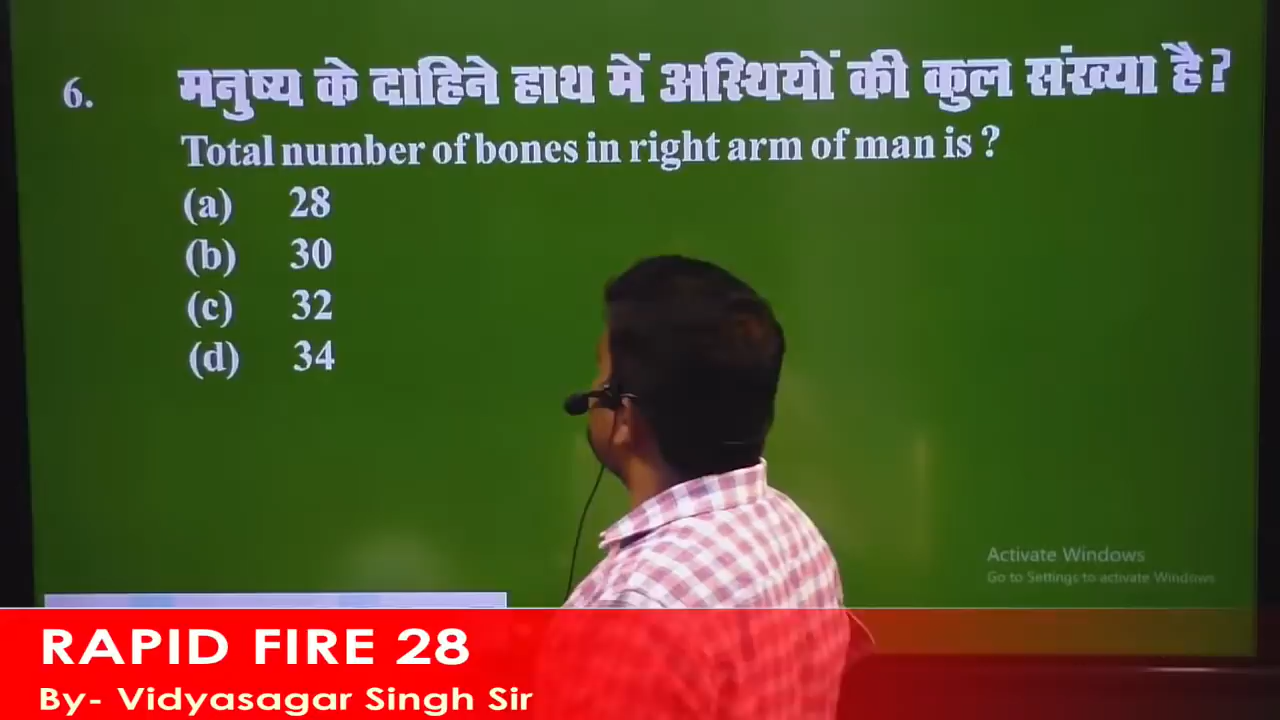 6. मनुष्य के दाहिने हाथ में अस्थियों की कुल संख्या है?
Total number of bones in right arm of man is ?
(a) 28
(b) 30
(c) 32
(d) 34
Activate Windows
Go to Settings to activate Windows
RAPID FIRE 28
By- Vidyasagar Singh Sir